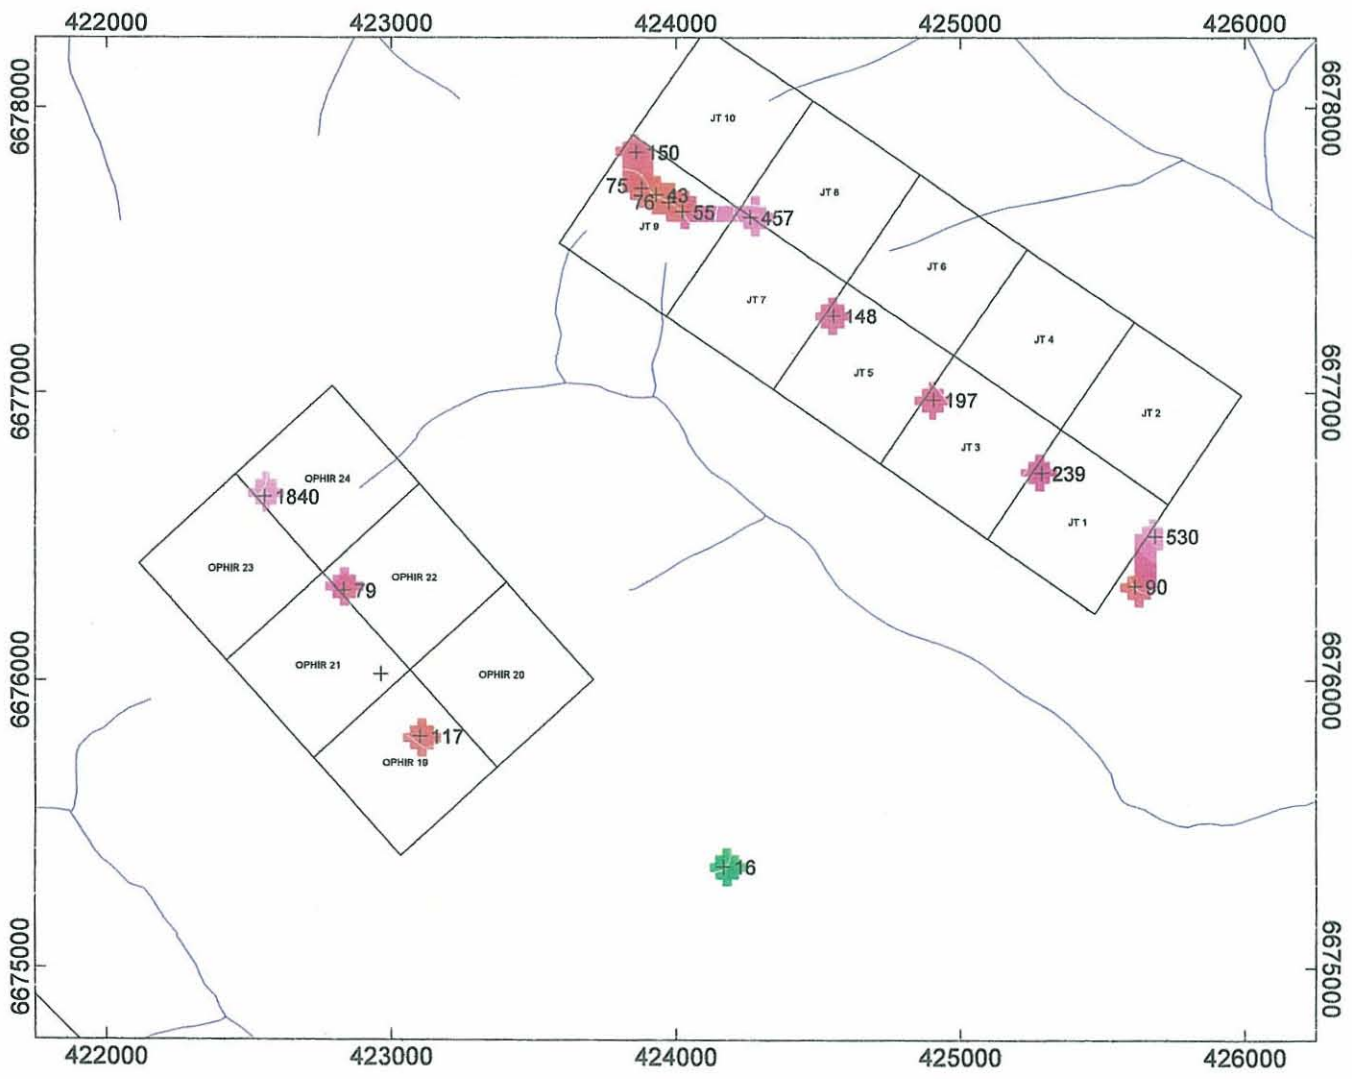 422000 423000 424000 425000 426000
6678000 6678000
JT 10
150
75 43
76 55 457
JT 8
JT 9
JT 6
JT 7
148
JT 4
JT 5
6677000 6677000
197
JT 2
JT 3
239
OPHIR 24
1840
JT 1
530
OPHIR 23
OPHIR 22
79
90
OPHIR 21
OPHIR 20
6676000 6676000
117
OPHIR 19
16
6675000 6675000
422000 423000 424000 425000 426000